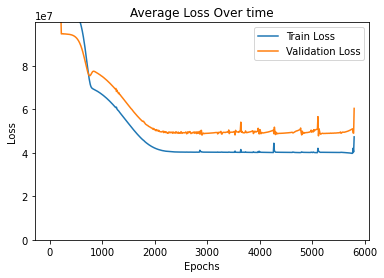 Average Loss Over time
1e7
Train Loss
Validation Loss
8
6
4
2
0
Loss
0 1000 2000 3000 4000 5000 6000
Epochs